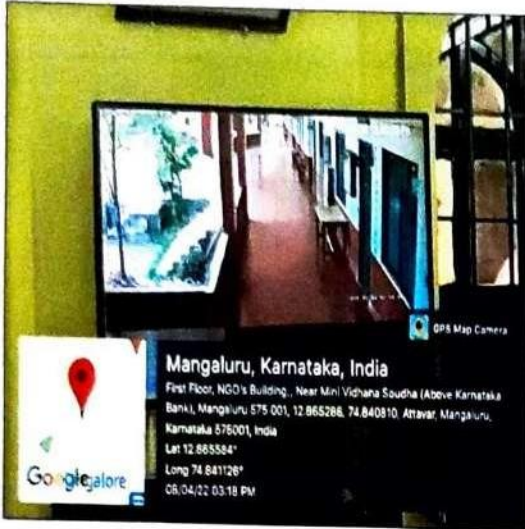 GPS Map Camera
Mangaluru, Karnataka, India
First Floor, NGO's Building., Near Mini Vidhana Soudha (Above Karnataka
Bank), Mangaluru 575 001, 12.865286, 74.840810, Attavar, Mangaluru,
Karnataka 575001, India
Lat 12.865584°
Long 74.841126°
08/04/22 03:18 PM
Google
galore